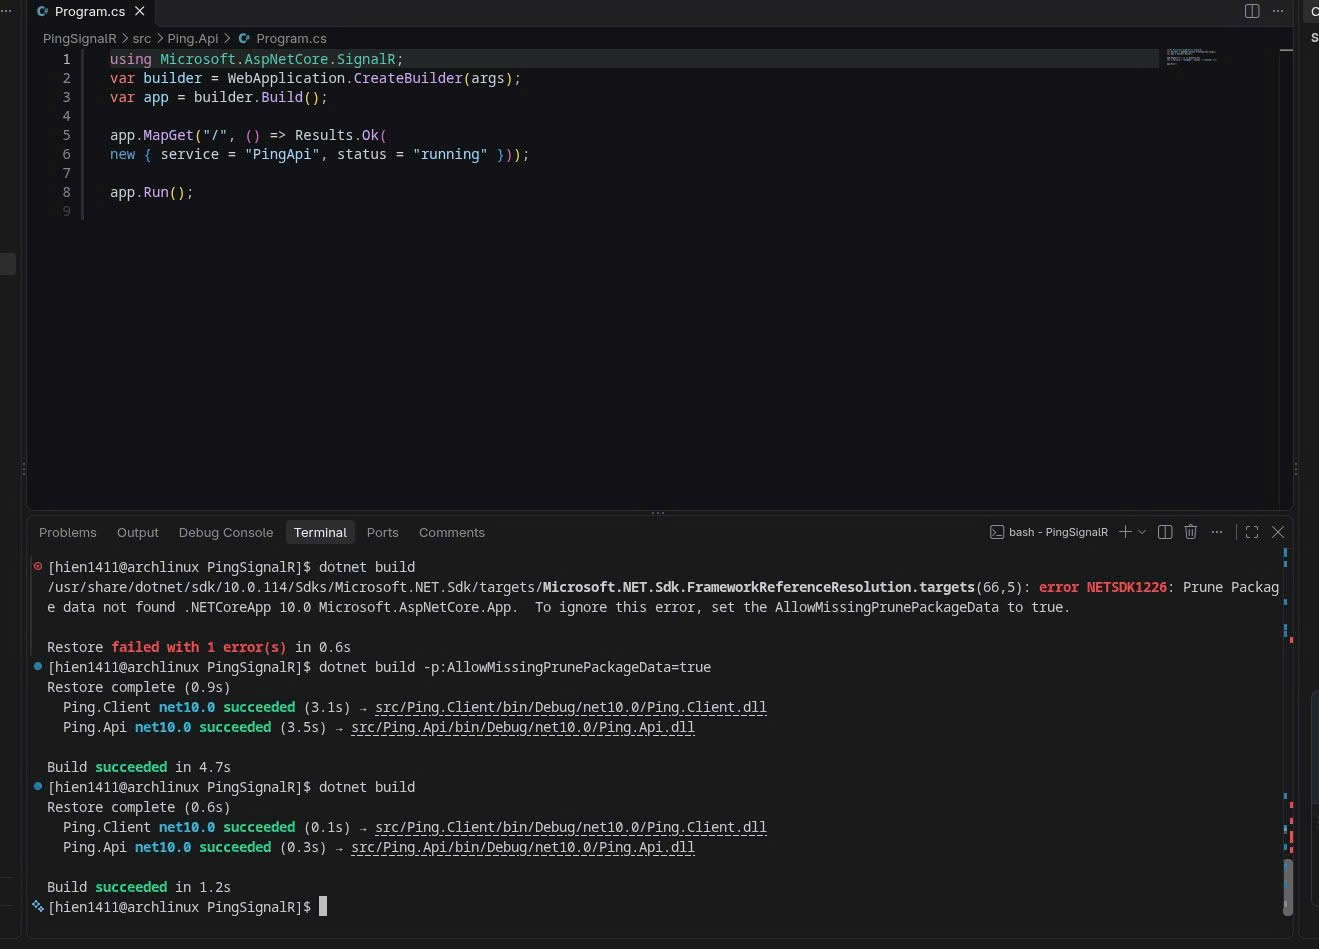 Program.cs
PingSignalR > src > Ping.Api > Program.cs
1 using Microsoft.AspNetCore.SignalR;
2 var builder = WebApplication.CreateBuilder(args);
3 var app = builder.Build();
4
5 app.MapGet("/", () => Results.Ok(
6 new { service = "PingApi", status = "running" }));
7
8 app.Run();
9
Problems Output Debug Console Terminal Ports Comments bash - PingSignalR
[hien1411@archlinux PingSignalR]$ dotnet build
/usr/share/dotnet/sdk/10.0.114/Sdks/Microsoft.NET.Sdk/targets/Microsoft.NET.Sdk.FrameworkReferenceResolution.targets(66,5): error NETSDK1226: Prune Packag
e data not found .NETCoreApp 10.0 Microsoft.AspNetCore.App.  To ignore this error, set the AllowMissingPrunePackageData to true.
Restore failed with 1 error(s) in 0.6s
[hien1411@archlinux PingSignalR]$ dotnet build -p:AllowMissingPrunePackageData=true
Restore complete (0.9s)
Ping.Client net10.0 succeeded (3.1s) → src/Ping.Client/bin/Debug/net10.0/Ping.Client.dll
Ping.Api net10.0 succeeded (3.5s) → src/Ping.Api/bin/Debug/net10.0/Ping.Api.dll
Build succeeded in 4.7s
[hien1411@archlinux PingSignalR]$ dotnet build
Restore complete (0.6s)
Ping.Client net10.0 succeeded (0.1s) → src/Ping.Client/bin/Debug/net10.0/Ping.Client.dll
Ping.Api net10.0 succeeded (0.3s) → src/Ping.Api/bin/Debug/net10.0/Ping.Api.dll
Build succeeded in 1.2s
[hien1411@archlinux PingSignalR]$